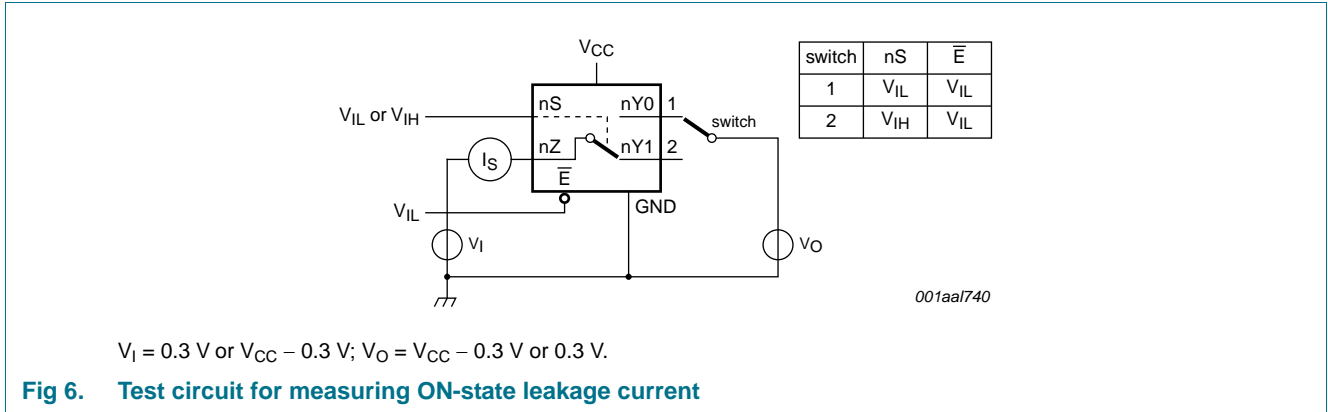 VCC
switch nS E̅
1 VIL VIL
2 VIH VIL
VIL or VIH
nS nY0 1
switch
nZ nY1 2
IS
E̅
GND
VIL
VI
VO
001aal740
VI = 0.3 V or VCC − 0.3 V; VO = VCC − 0.3 V or 0.3 V.
Fig 6. Test circuit for measuring ON-state leakage current